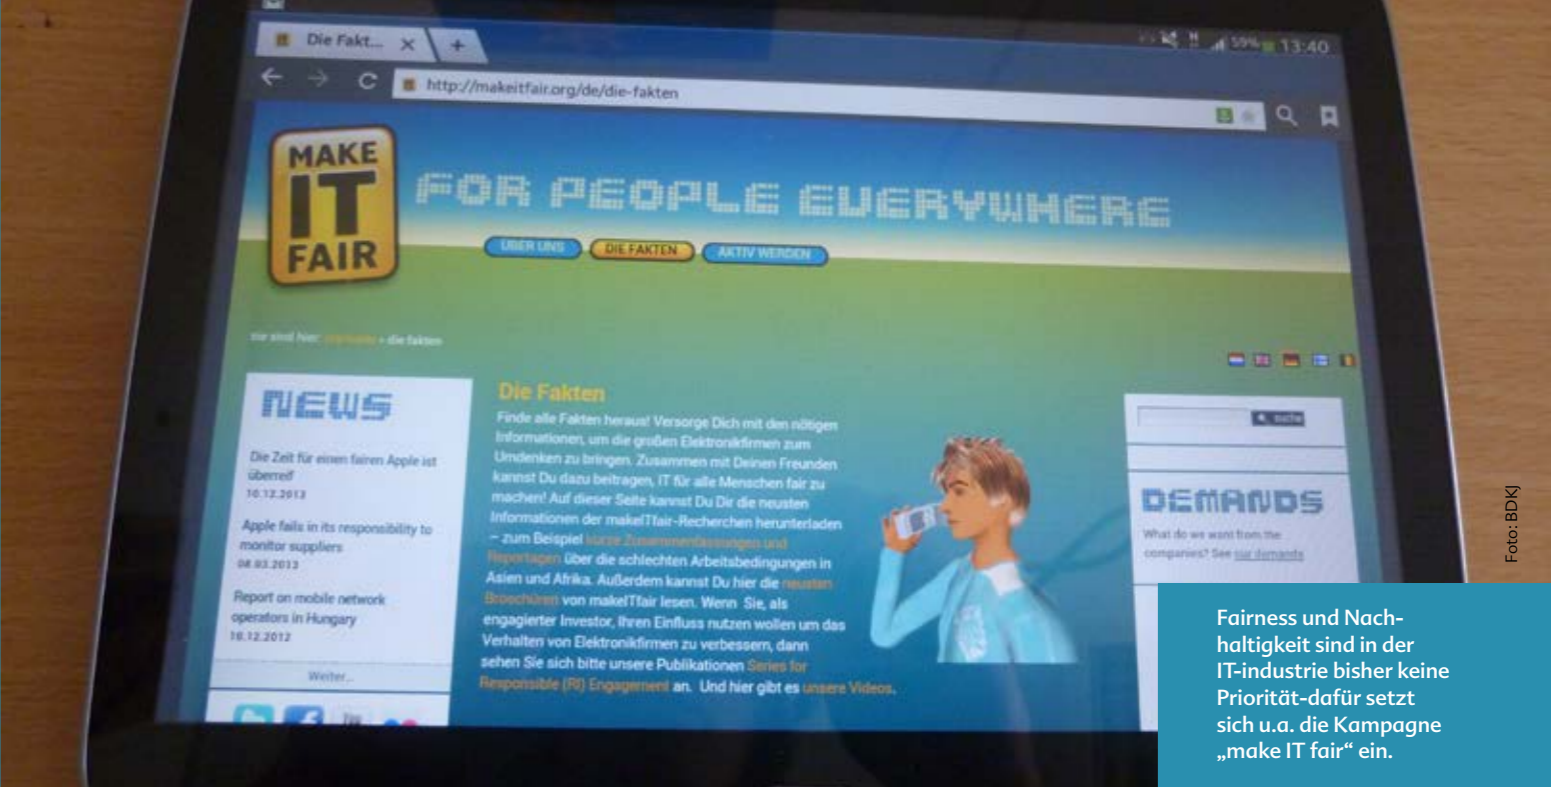 Die Fakt...
59%
13:40
http://makeitfair.org/de/die-fakten
MAKE
IT
FAIR
FOR PEOPLE EVERYWHERE
ÜBER UNS
DIE FAKTEN
AKTIV WERDEN
sie sind hier: » die fakten
NEWS
Die Zeit für einen fairen Apple ist
überreif
10.12.2013
Apple fails in its responsibility to
monitor suppliers
04.03.2013
Report on mobile network
operators in Hungary
18.12.2012
Weiter...
You
Die Fakten
Finde alle Fakten heraus! Versorge Dich mit den nötigen
Informationen, um die großen Elektronikfirmen zum
Umdenken zu bringen. Zusammen mit Deinen Freunden
kannst Du dazu beitragen, IT für alle Menschen fair zu
machen! Auf dieser Seite kannst Du Dir die neusten
Informationen der makeITfair-Recherchen herunterladen
– zum Beispiel kurze Zusammenfassungen und
Reportagen über die schlechten Arbeitsbedingungen in
Asien und Afrika. Außerdem kannst Du hier die neusten
Broschüren von makeITfair lesen. Wenn Sie, als
engagierter Investor, Ihren Einfluss nutzen wollen um das
Verhalten von Elektronikfirmen zu verbessern, dann
sehen Sie sich bitte unsere Publikationen Series for
Responsible (RI) Engagement an. Und hier gibt es unsere Videos.
suche
DEMANDS
What do we want from the
companies? See our demands
Foto: BDKJ
Fairness und Nach-
haltigkeit sind in der
IT-industrie bisher keine
Priorität-dafür setzt
sich u.a. die Kampagne
„make IT fair“ ein.